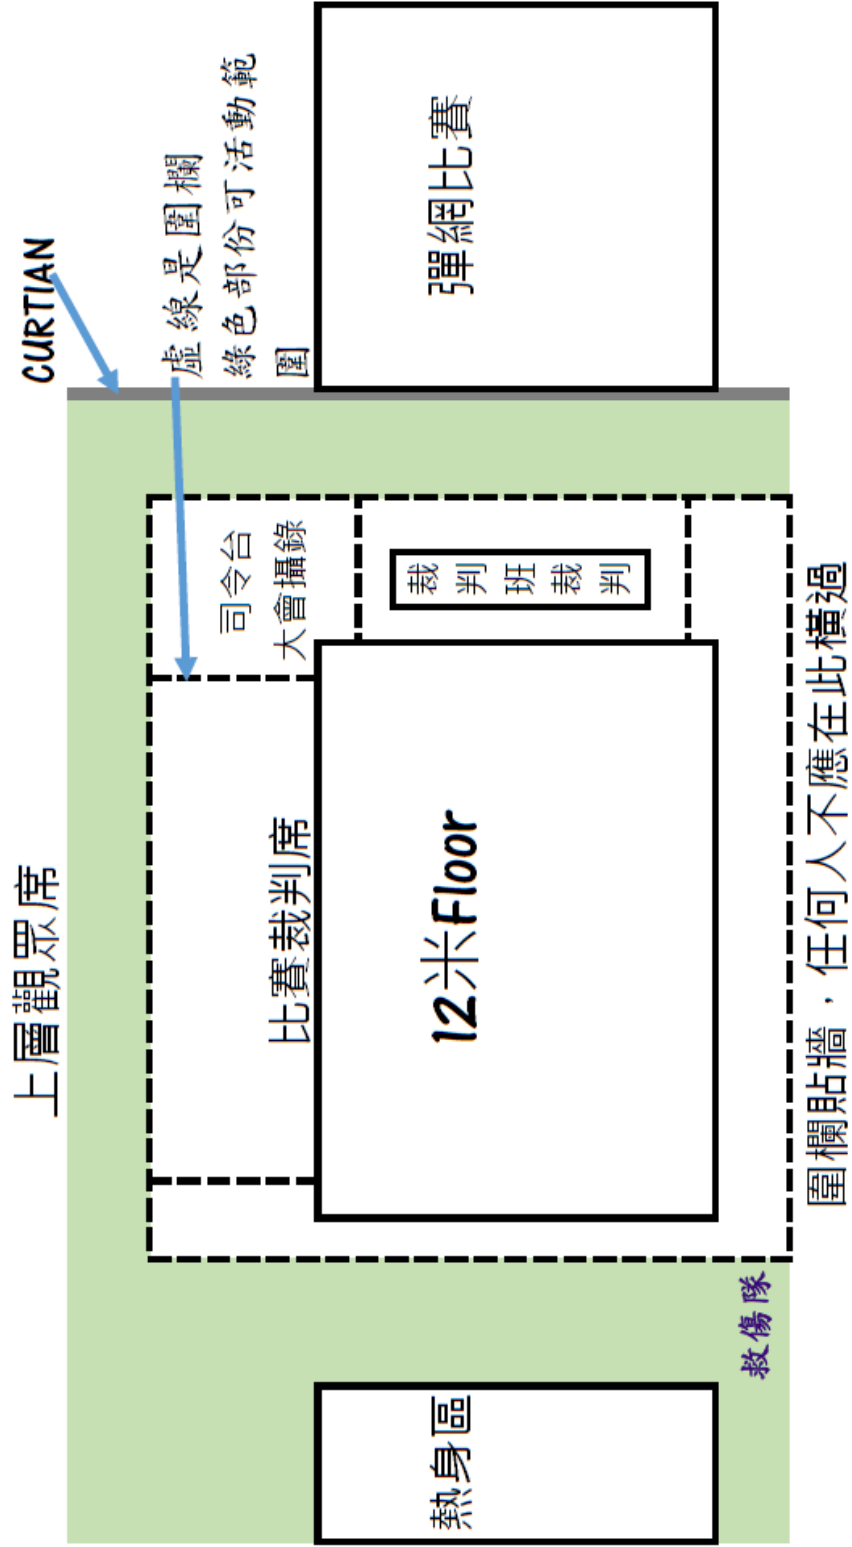 上層觀眾席
CURTIAN
虛線是圍欄
綠色部份可活動範
圍
司令台
大會攝錄
比賽裁判席
熱身區
12米Floor
裁判班裁判
彈網比賽
救傷隊
圍欄貼牆，任何人不應在此橫過